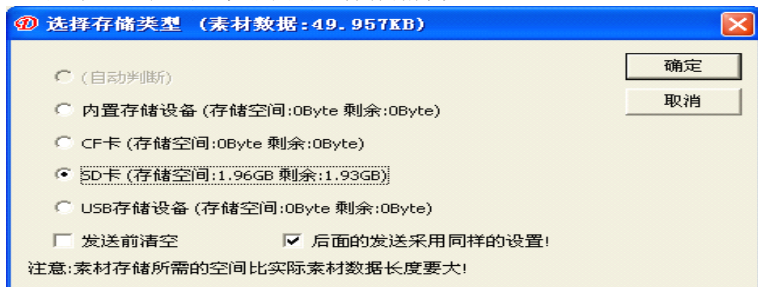 选择存储类型 (素材数据:49.957KB)
(自动判断)
确定
内置存储设备 (存储空间:0Byte 剩余:0Byte)
取消
CF卡 (存储空间:0Byte 剩余:0Byte)
SD卡 (存储空间:1.96GB 剩余:1.93GB)
USB存储设备 (存储空间:0Byte 剩余:0Byte)
发送前清空 后面的发送采用同样的设置!
注意:素材存储所需的空间比实际素材数据长度要大!